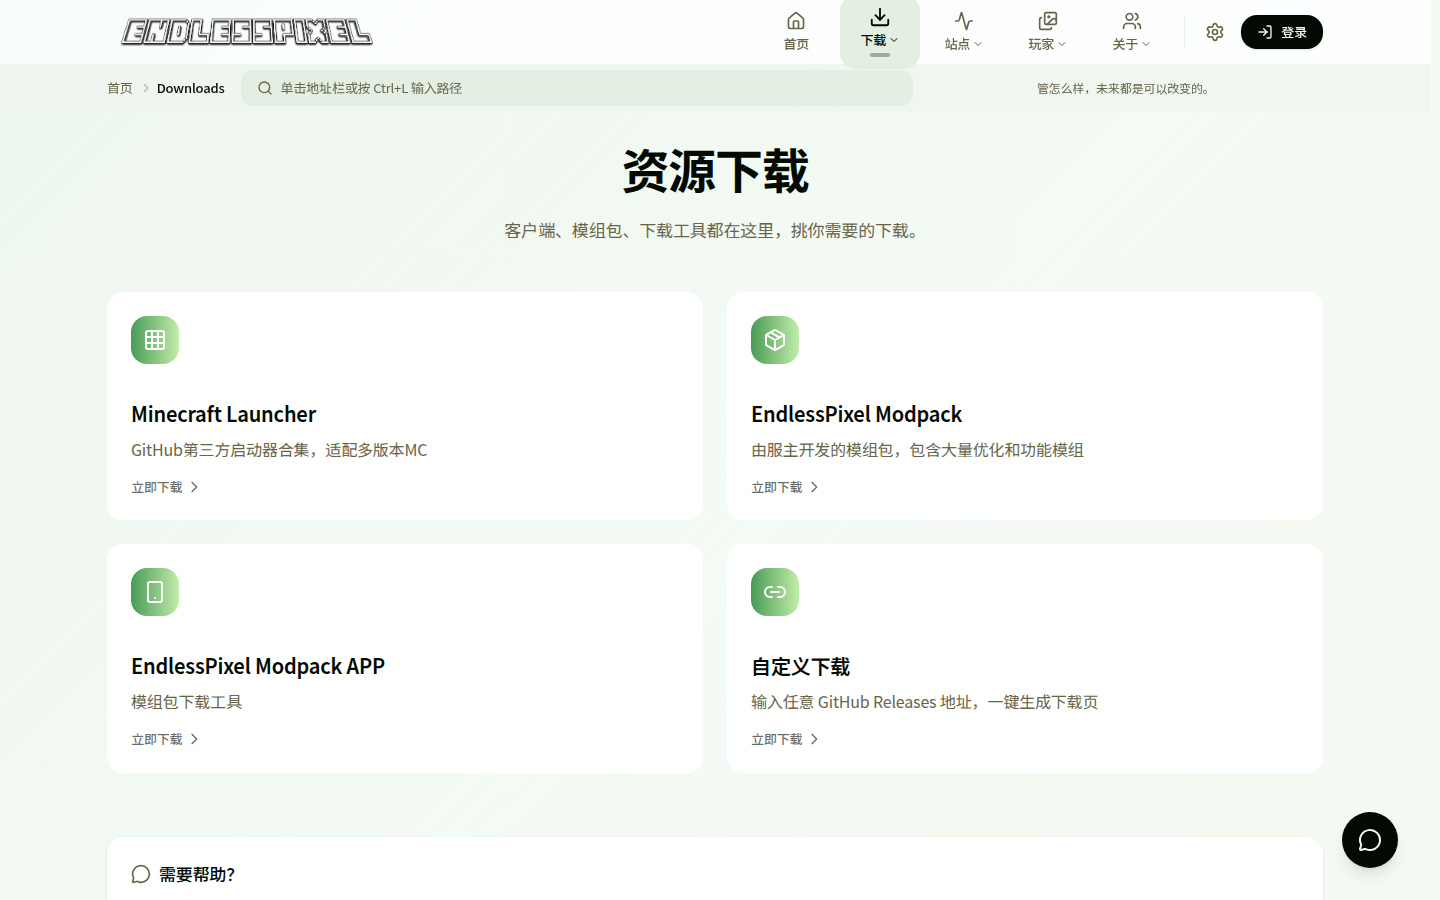 ENDLESSPIXEL
首页
下载
站点
玩家
关于
登录
首页 > Downloads
单击地址栏或按 Ctrl+L 输入路径
管怎么样，未来都是可以改变的。
资源下载
客户端、模组包、下载工具都在这里，挑你需要的下载。
Minecraft Launcher
GitHub第三方启动器合集，适配多版本MC
立即下载
EndlessPixel Modpack
由服主开发的模组包，包含大量优化和功能模组
立即下载
EndlessPixel Modpack APP
模组包下载工具
立即下载
自定义下载
输入任意 GitHub Releases 地址，一键生成下载页
立即下载
需要帮助？